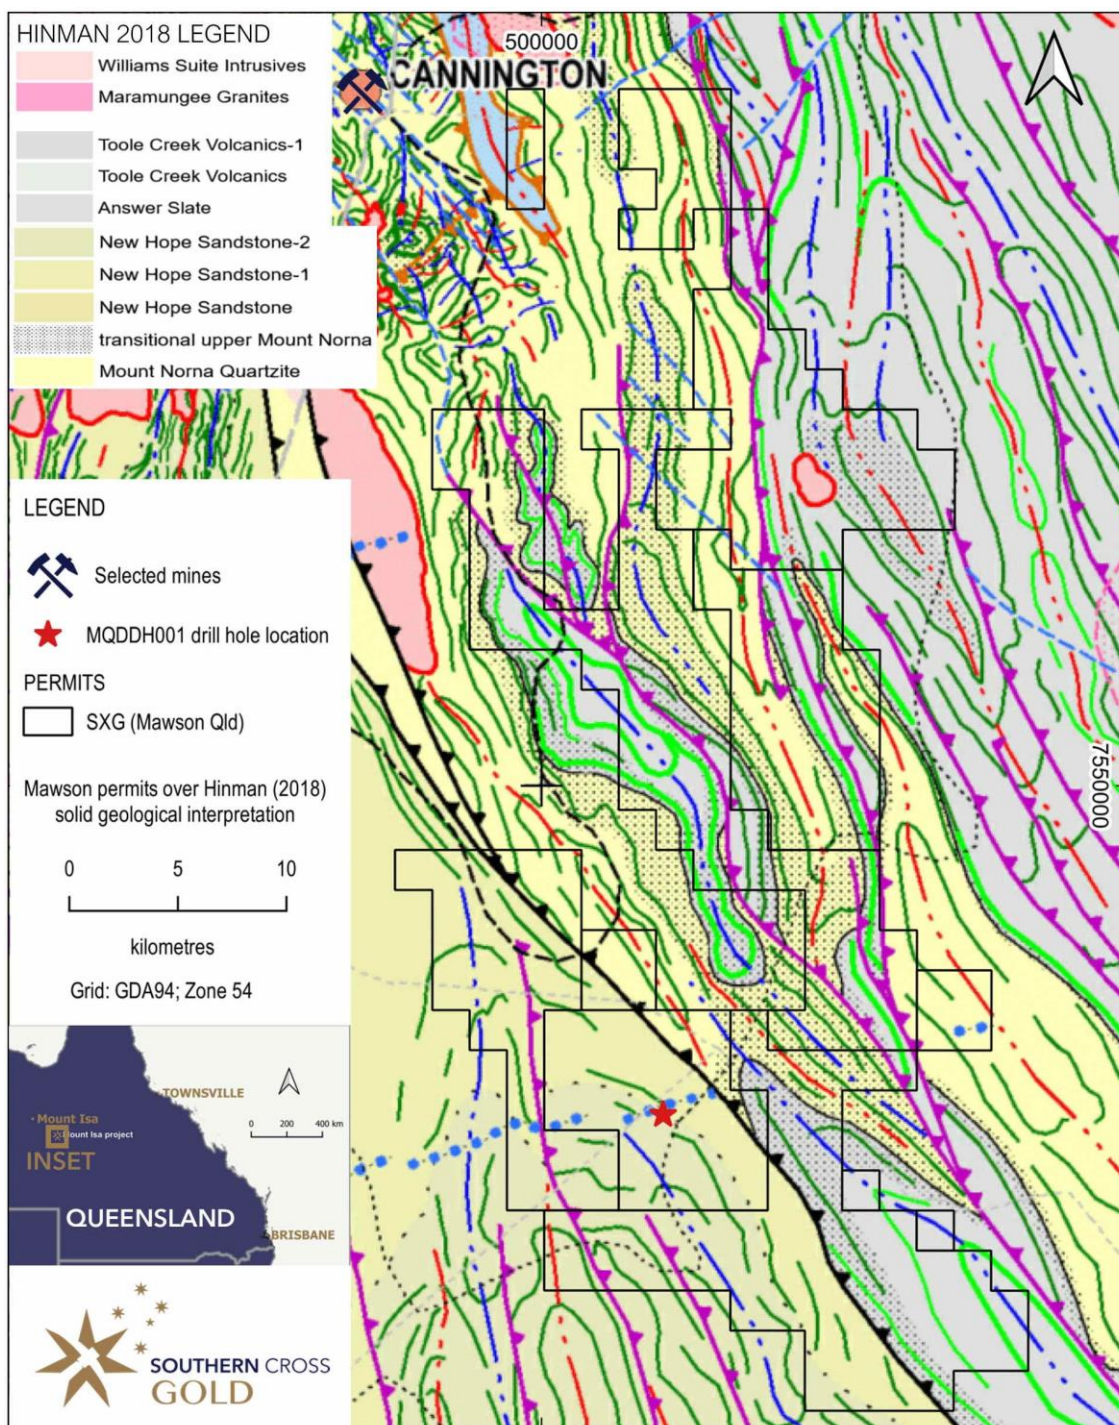 HINMAN 2018 LEGEND
Williams Suite Intrusives
Maramungee Granites
Toole Creek Volcanics-1
Toole Creek Volcanics
Answer Slate
New Hope Sandstone-2
New Hope Sandstone-1
New Hope Sandstone
transitional upper Mount Norna
Mount Norna Quartzite
500000
CANNINGTON
7550000
LEGEND
Selected mines
MQDDH001 drill hole location
PERMITS
SXG (Mawson Qld)
Mawson permits over Hinman (2018)
solid geological interpretation
0 5 10
kilometres
Grid: GDA94; Zone 54
TOWNSVILLE
Mount Isa
Mount Isa project
INSET
0 200 400 km
QUEENSLAND
BRISBANE
SOUTHERN CROSS
GOLD